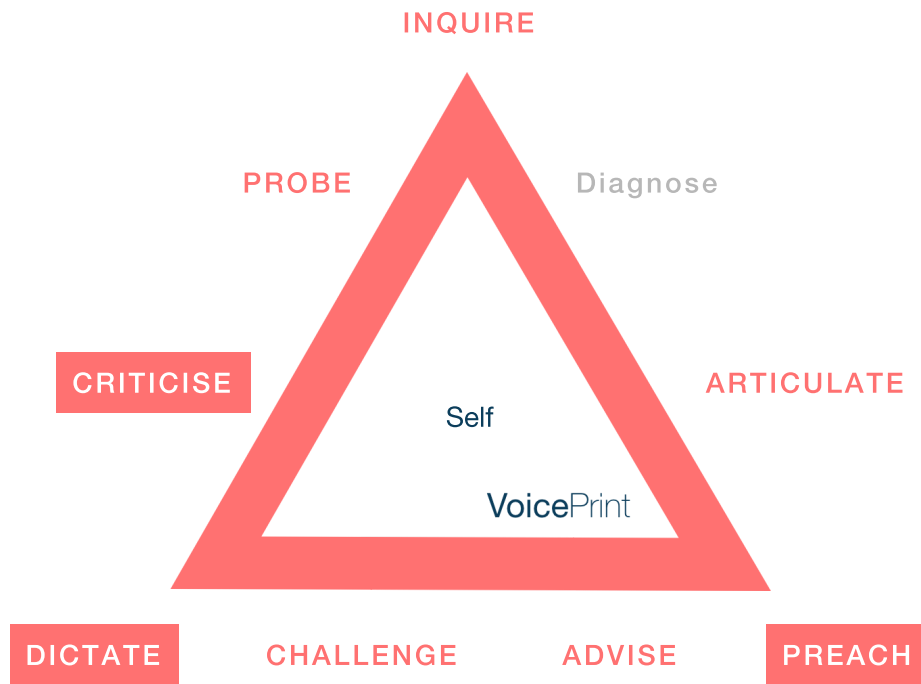 INQUIRE
PROBE
Diagnose
CRITICISE
ARTICULATE
Self
VoicePrint
DICTATE
CHALLENGE
ADVISE
PREACH